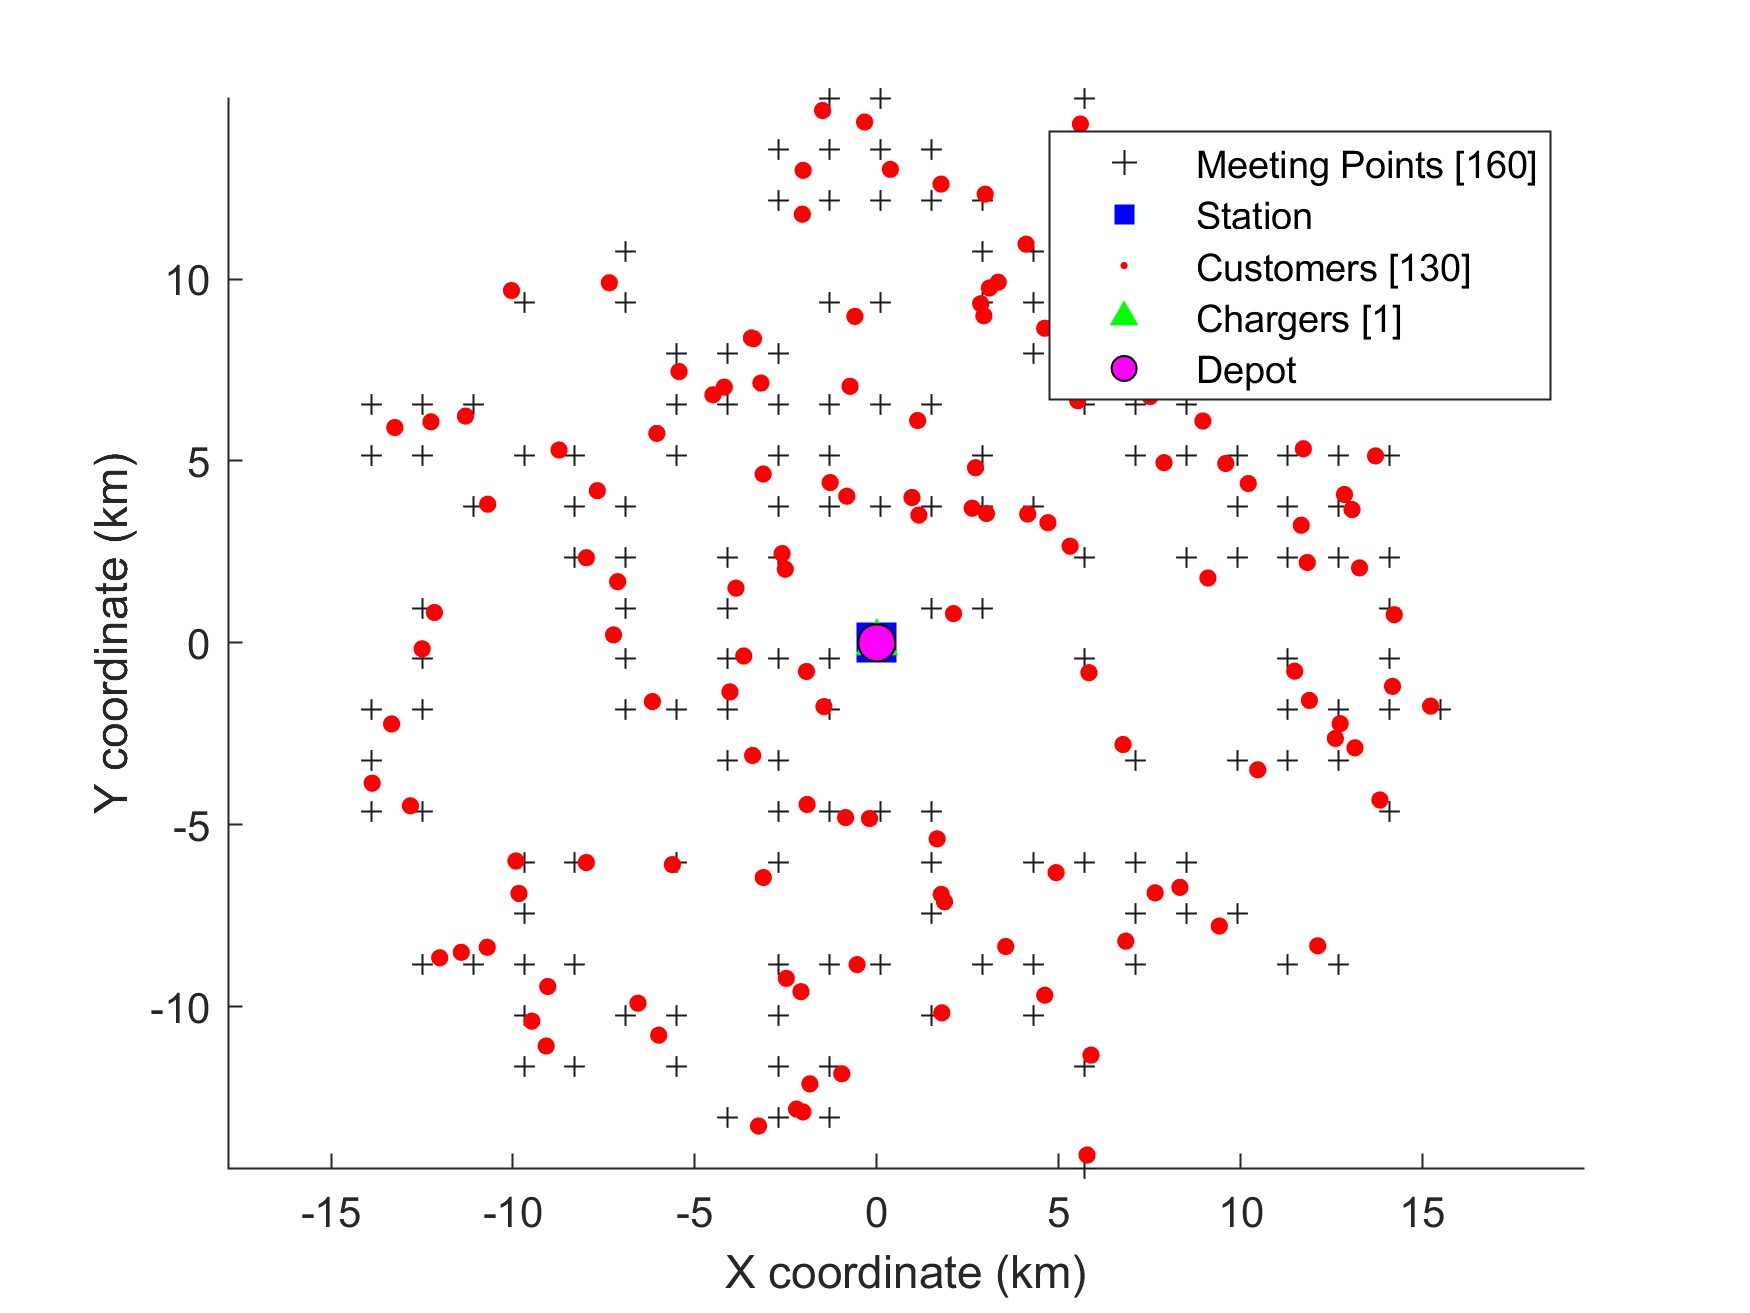 Meeting Points [160]
Station
Customers [130]
Chargers [1]
Depot
10
5
0
-5
-10
Y coordinate (km)
-15 -10 -5 0 5 10 15
X coordinate (km)